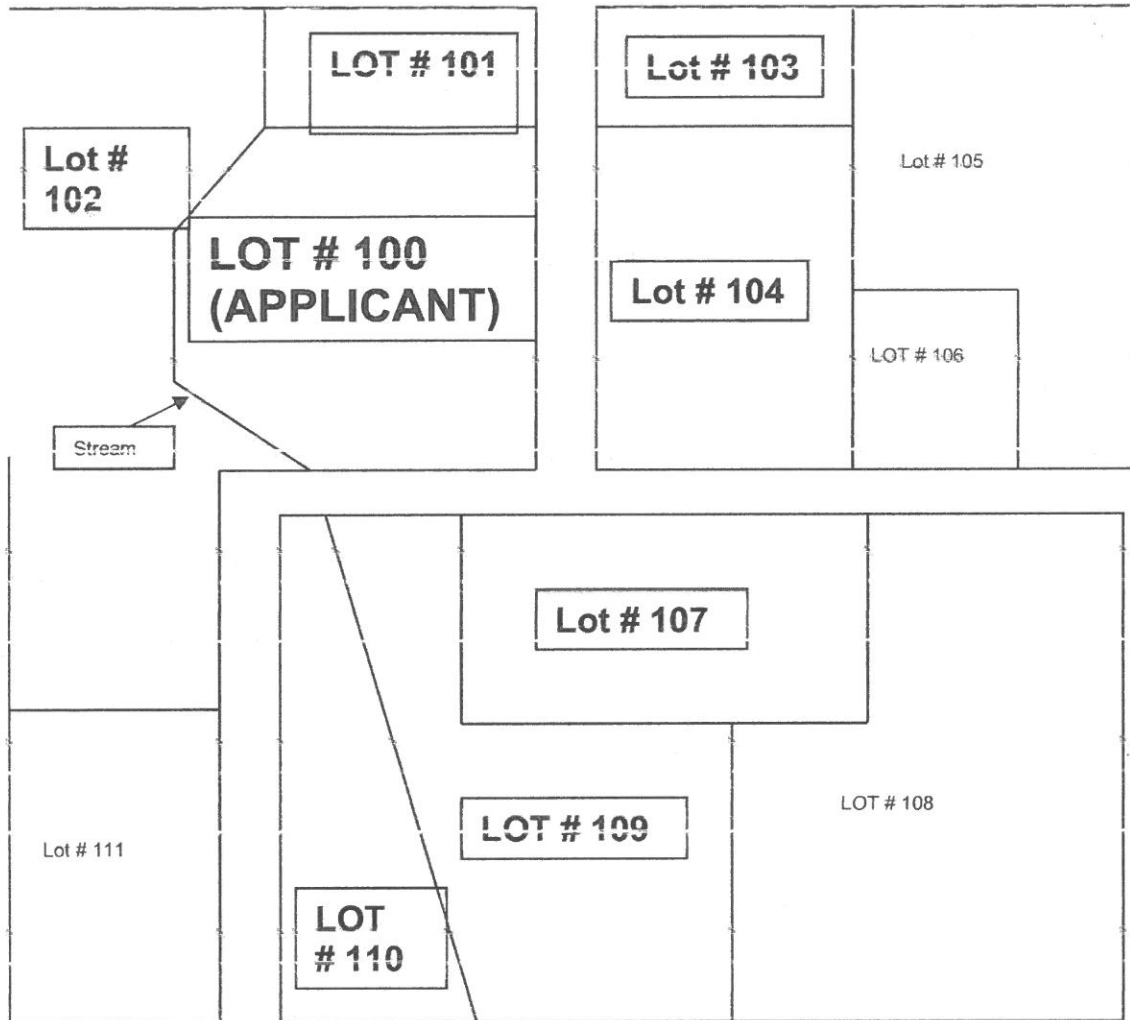 LOT # 101
Lot # 103
Lot #
102
Lot # 105
LOT # 100
(APPLICANT)
Lot # 104
LOT # 106
Stream
Lot # 107
LOT # 109
LOT # 108
Lot # 111
LOT
# 110